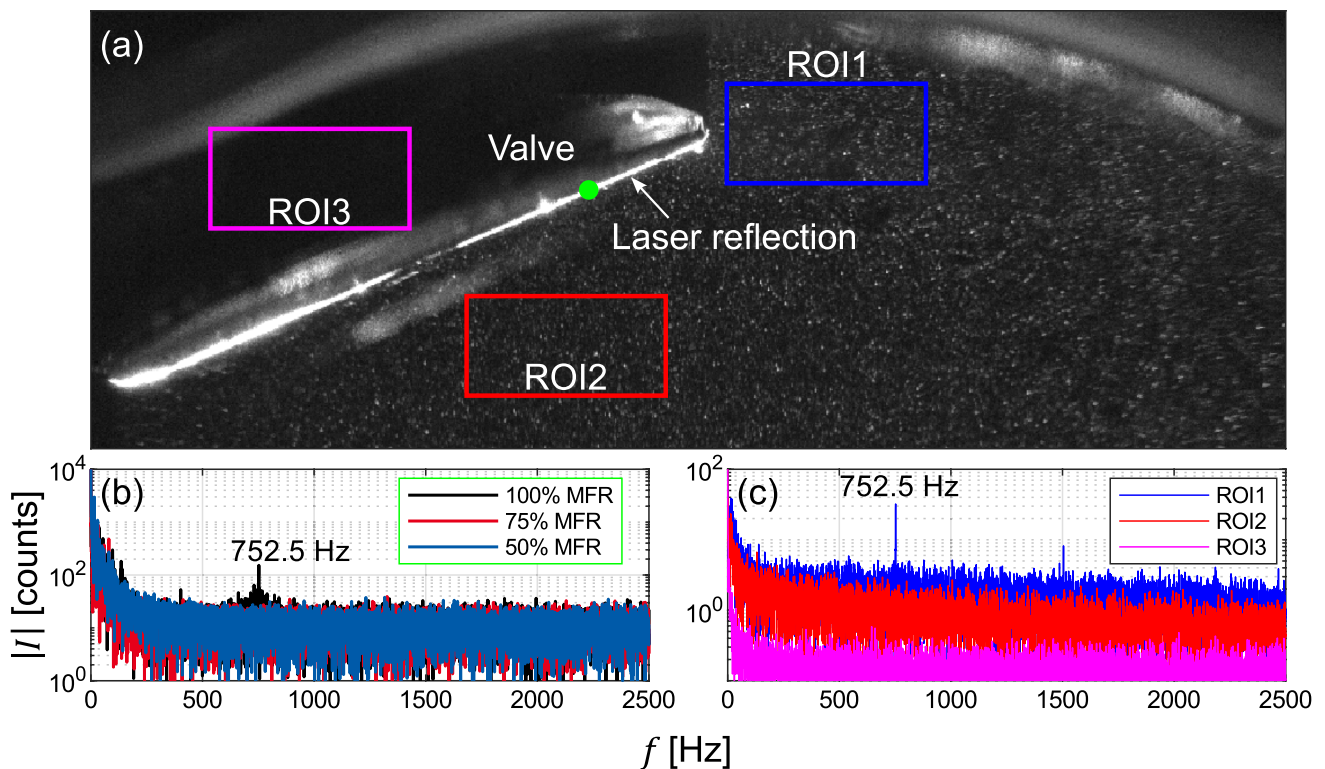 (a)
ROI1
Valve
ROI3
Laser reflection
ROI2
10^4
(b)
100% MFR
75% MFR
50% MFR
752.5 Hz
10^2
|I| [counts]
10^0
0 500 1000 1500 2000 2500
10^2
(c)
752.5 Hz
ROI1
ROI2
ROI3
10^0
0 500 1000 1500 2000 2500
f [Hz]